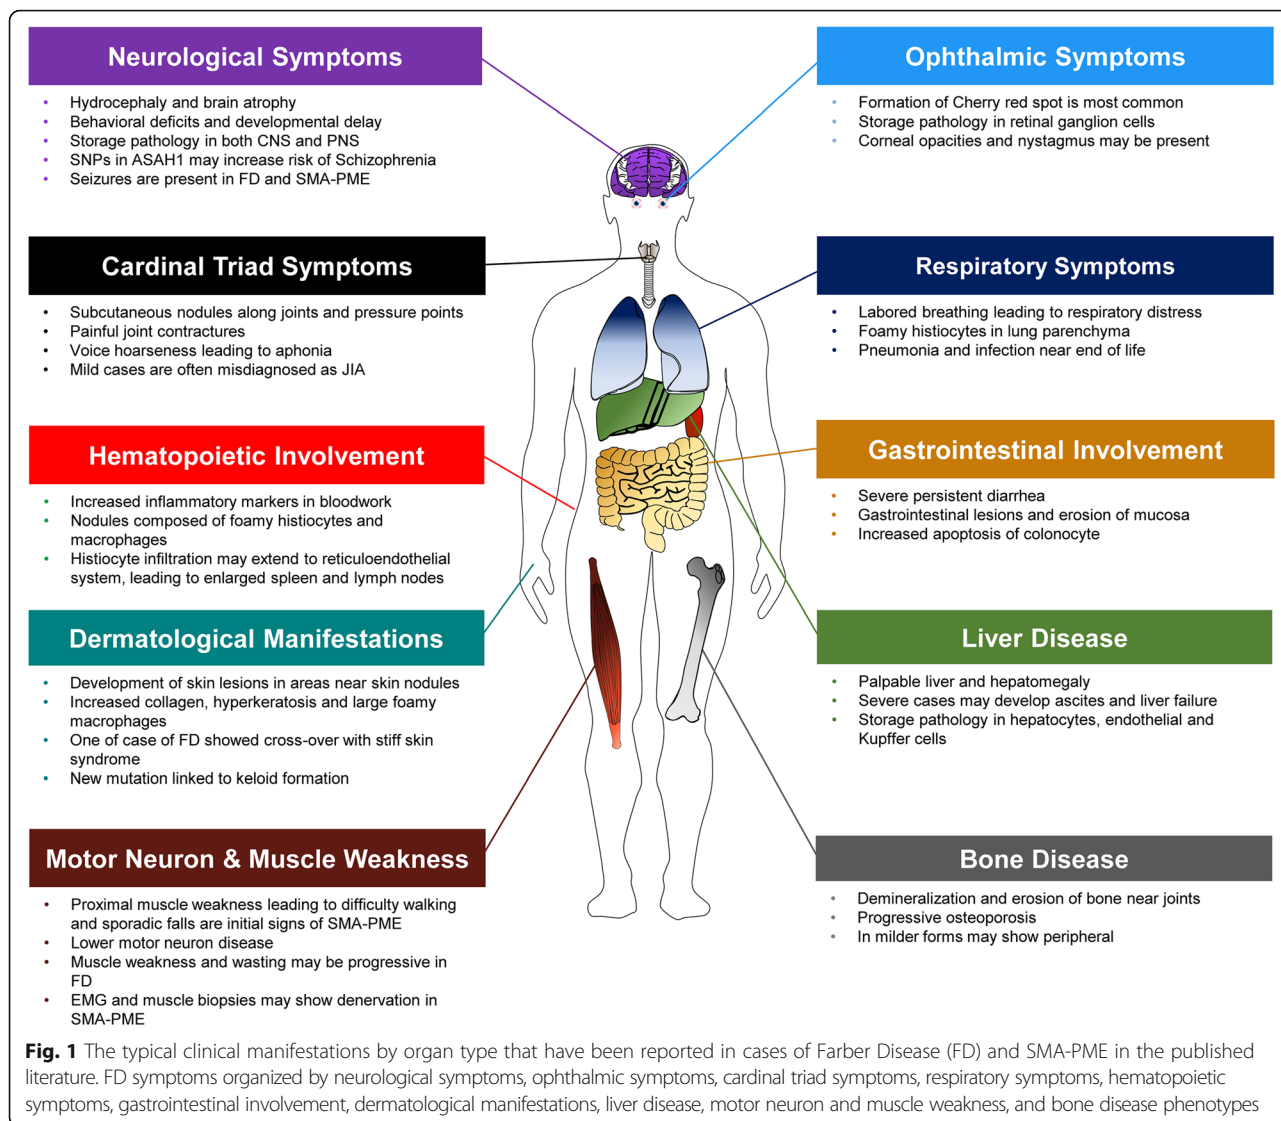 Neurological Symptoms
• Hydrocephaly and brain atrophy
• Behavioral deficits and developmental delay
• Storage pathology in both CNS and PNS
• SNPs in ASAH1 may increase risk of Schizophrenia
• Seizures are present in FD and SMA-PME
Ophthalmic Symptoms
• Formation of Cherry red spot is most common
• Storage pathology in retinal ganglion cells
• Corneal opacities and nystagmus may be present
Cardinal Triad Symptoms
• Subcutaneous nodules along joints and pressure points
• Painful joint contractures
• Voice hoarseness leading to aphonia
• Mild cases are often misdiagnosed as JIA
Respiratory Symptoms
• Labored breathing leading to respiratory distress
• Foamy histiocytes in lung parenchyma
• Pneumonia and infection near end of life
Hematopoietic Involvement
• Increased inflammatory markers in bloodwork
• Nodules composed of foamy histiocytes and
macrophages
• Histiocyte infiltration may extend to reticuloendothelial
system, leading to enlarged spleen and lymph nodes
Gastrointestinal Involvement
• Severe persistent diarrhea
• Gastrointestinal lesions and erosion of mucosa
• Increased apoptosis of colonocyte
Dermatological Manifestations
• Development of skin lesions in areas near skin nodules
• Increased collagen, hyperkeratosis and large foamy
macrophages
• One of case of FD showed cross-over with stiff skin
syndrome
• New mutation linked to keloid formation
Liver Disease
• Palpable liver and hepatomegaly
• Severe cases may develop ascites and liver failure
• Storage pathology in hepatocytes, endothelial and
Kupffer cells
Motor Neuron & Muscle Weakness
• Proximal muscle weakness leading to difficulty walking
and sporadic falls are initial signs of SMA-PME
• Lower motor neuron disease
• Muscle weakness and wasting may be progressive in
FD
• EMG and muscle biopsies may show denervation in
SMA-PME
Bone Disease
• Demineralization and erosion of bone near joints
• Progressive osteoporosis
• In milder forms may show peripheral
Fig. 1 The typical clinical manifestations by organ type that have been reported in cases of Farber Disease (FD) and SMA-PME in the published
literature. FD symptoms organized by neurological symptoms, ophthalmic symptoms, cardinal triad symptoms, respiratory symptoms, hematopoietic
symptoms, gastrointestinal involvement, dermatological manifestations, liver disease, motor neuron and muscle weakness, and bone disease phenotypes